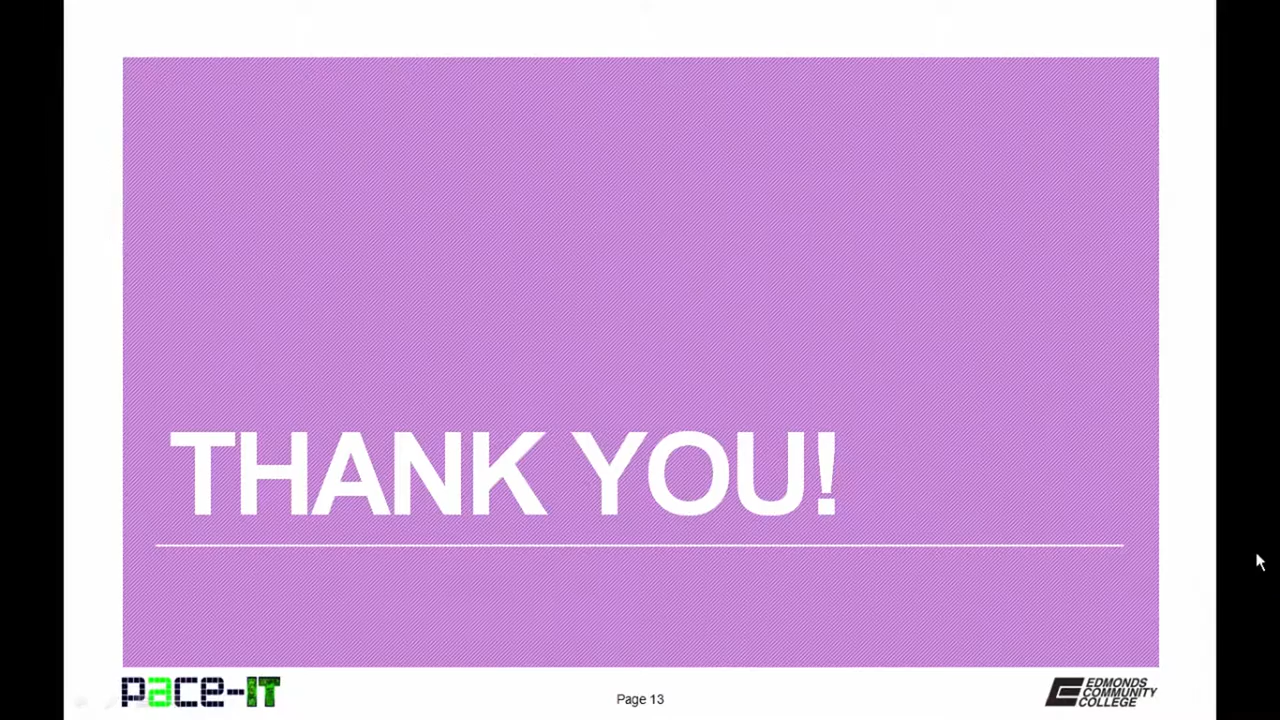 THANK YOU!
pace-IT
Page 13
EDMONDS
COMMUNITY
COLLEGE